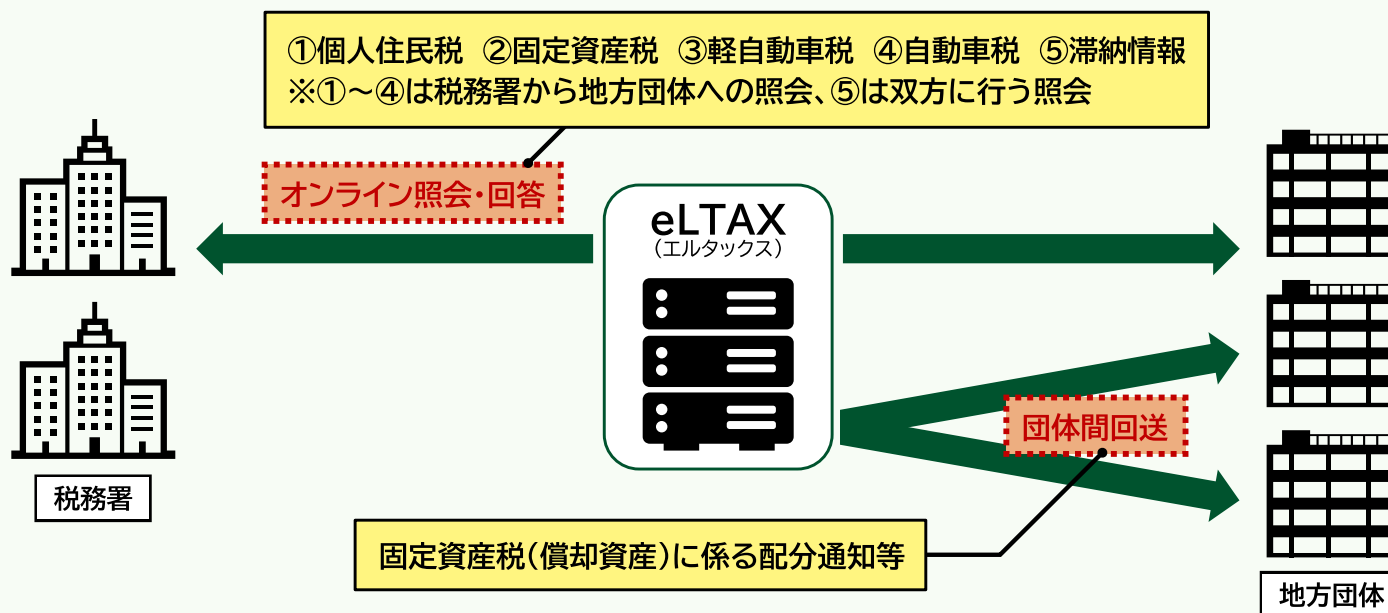 ①個人住民税 ②固定資産税 ③軽自動車税 ④自動車税 ⑤滞納情報
※①～④は税務署から地方団体への照会、⑤は双方に行う照会
オンライン照会・回答
eLTAX
（エルタックス）
団体間回送
税務署
固定資産税（償却資産）に係る配分通知等
地方団体